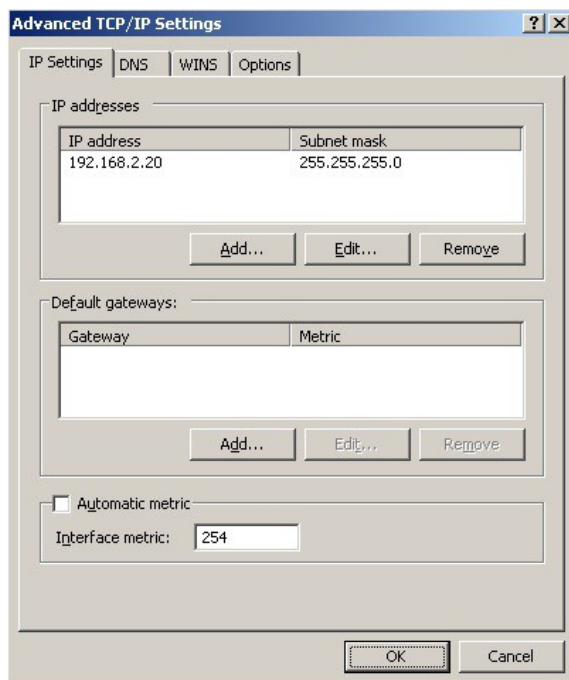 Advanced TCP/IP Settings
IP Settings DNS WINS Options
IP addresses
IP address Subnet mask
192.168.2.20 255.255.255.0
Add... Edit... Remove
Default gateways:
Gateway Metric
Add... Edit... Remove
Automatic metric
Interface metric: 254
OK Cancel